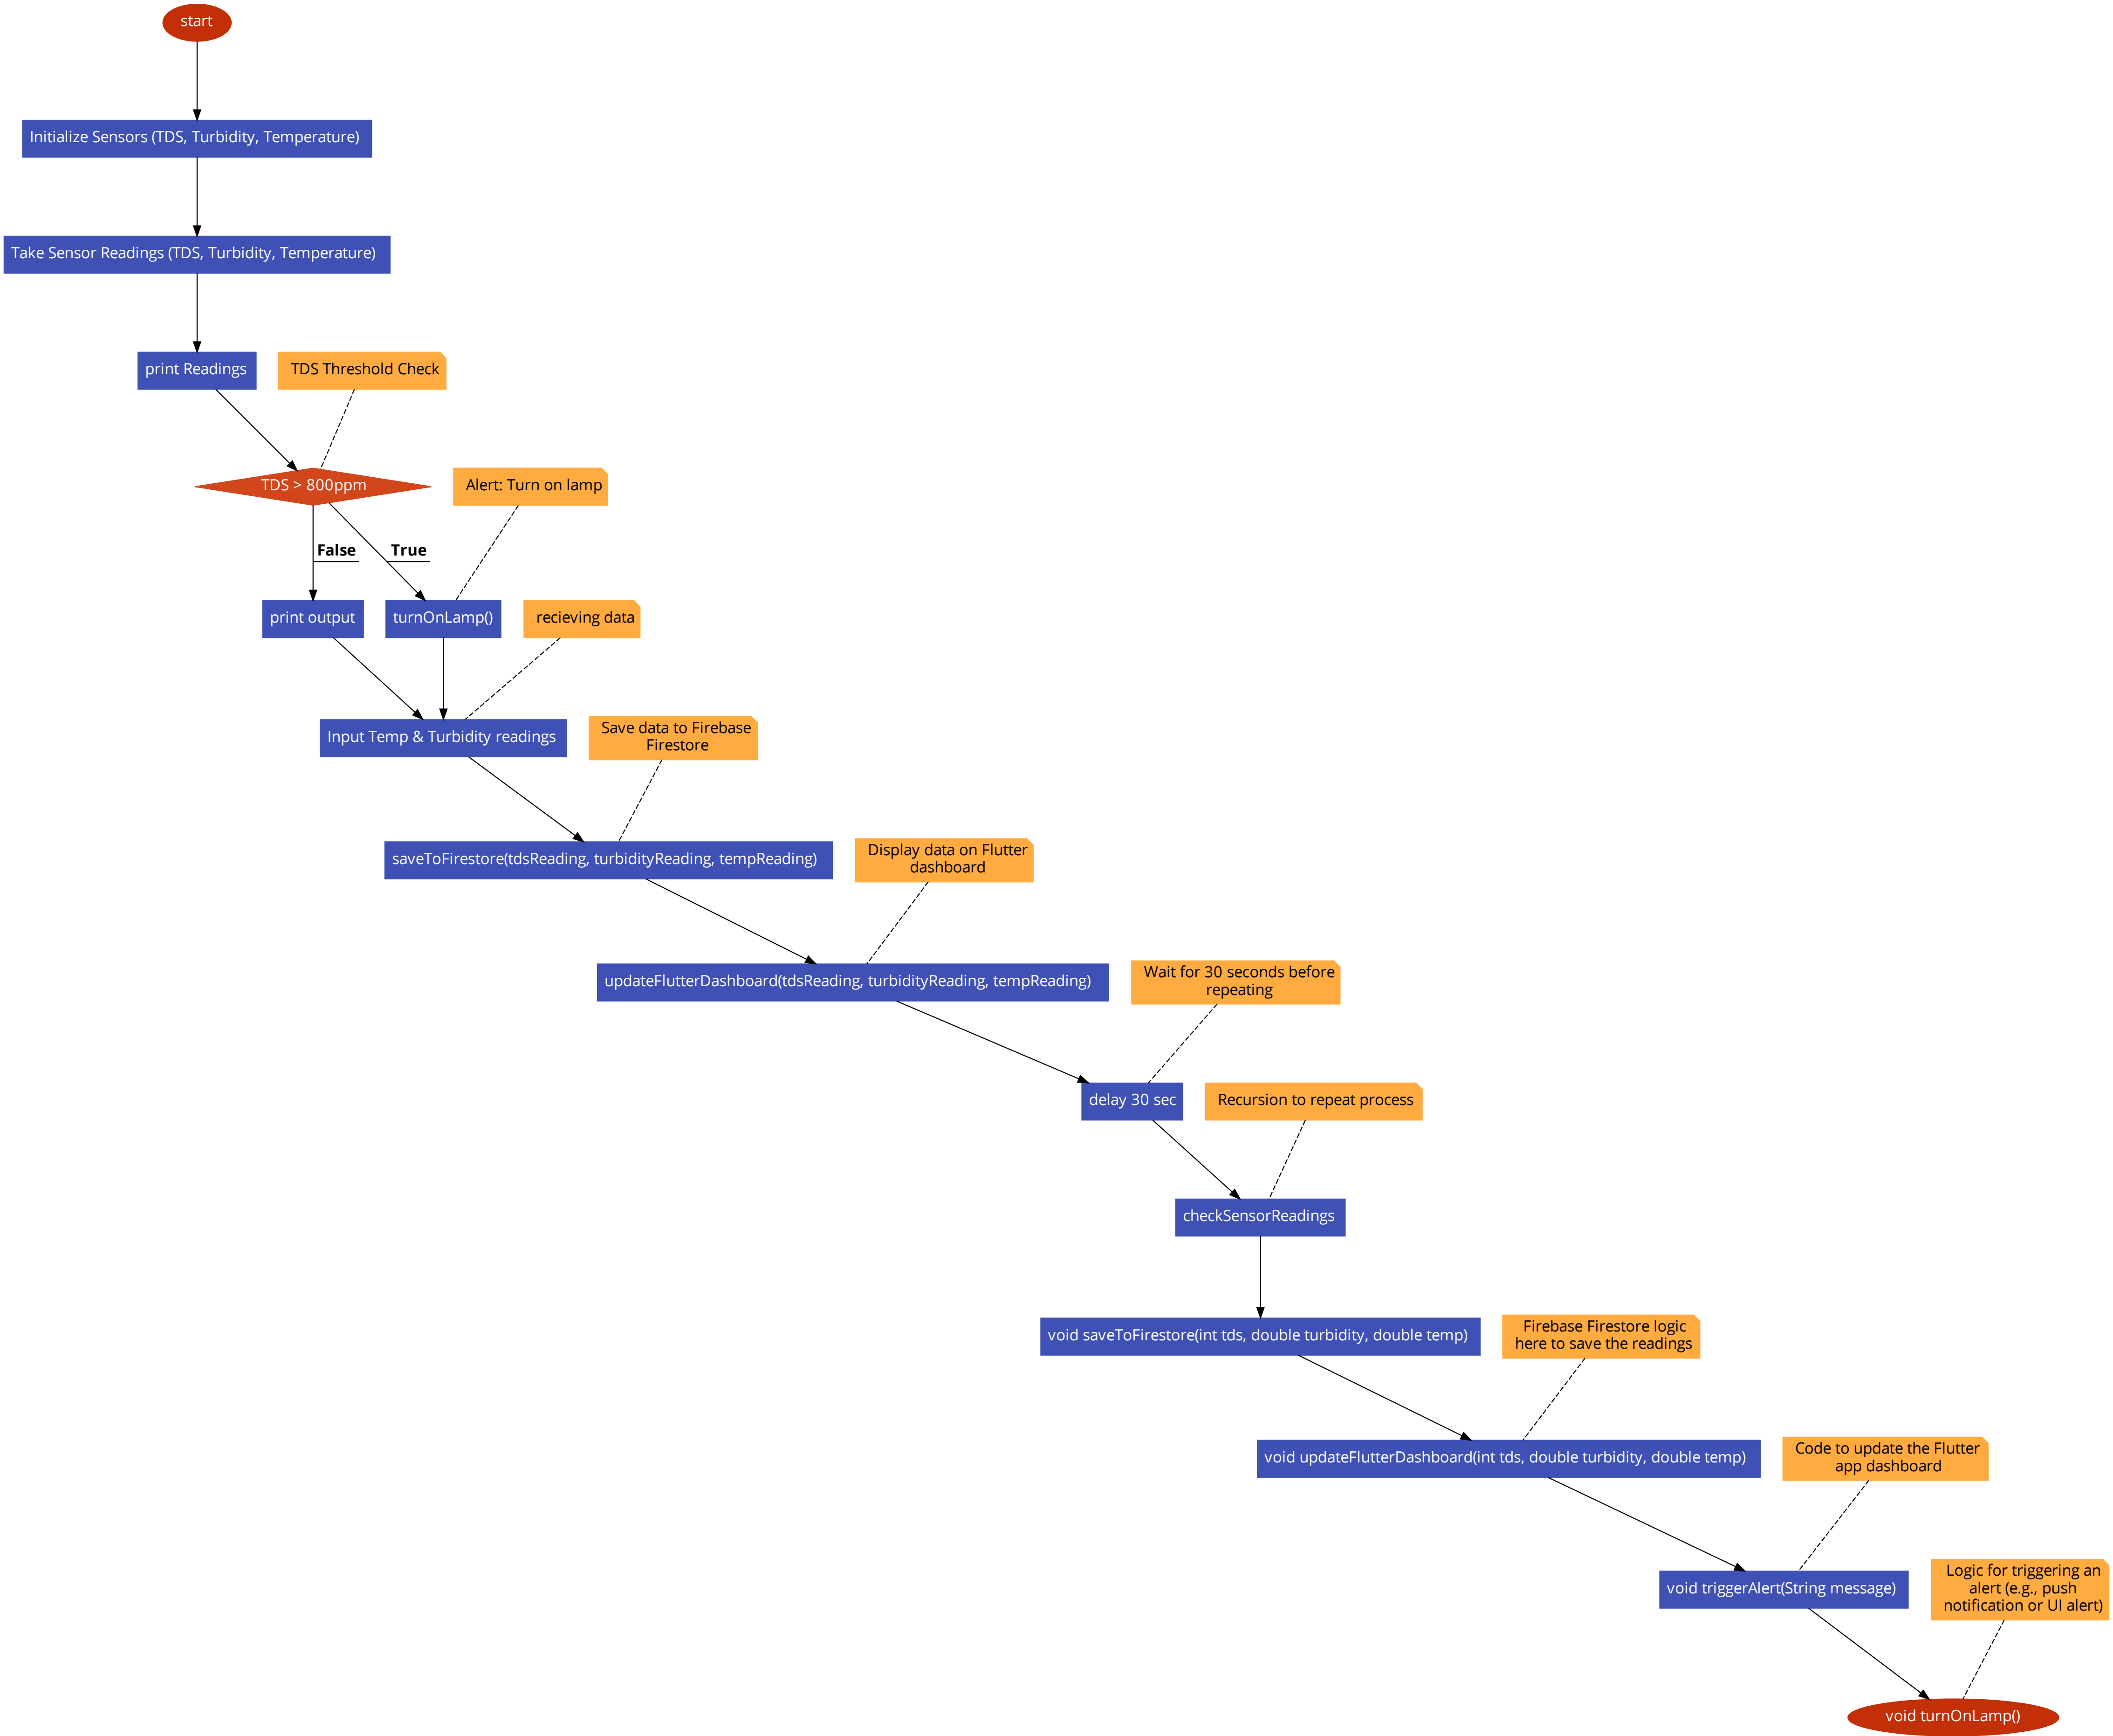 start
Initialize Sensors (TDS, Turbidity, Temperature)
Take Sensor Readings (TDS, Turbidity, Temperature)
print Readings
TDS Threshold Check
TDS > 800ppm
Alert: Turn on lamp
False
True
print output
turnOnLamp()
recieving data
Input Temp & Turbidity readings
Save data to Firebase
Firestore
saveToFirestore(tdsReading, turbidityReading, tempReading)
Display data on Flutter
dashboard
updateFlutterDashboard(tdsReading, turbidityReading, tempReading)
Wait for 30 seconds before
repeating
delay 30 sec
Recursion to repeat process
checkSensorReadings
void saveToFirestore(int tds, double turbidity, double temp)
Firebase Firestore logic
here to save the readings
void updateFlutterDashboard(int tds, double turbidity, double temp)
Code to update the Flutter
app dashboard
void triggerAlert(String message)
Logic for triggering an
alert (e.g., push
notification or UI alert)
void turnOnLamp()